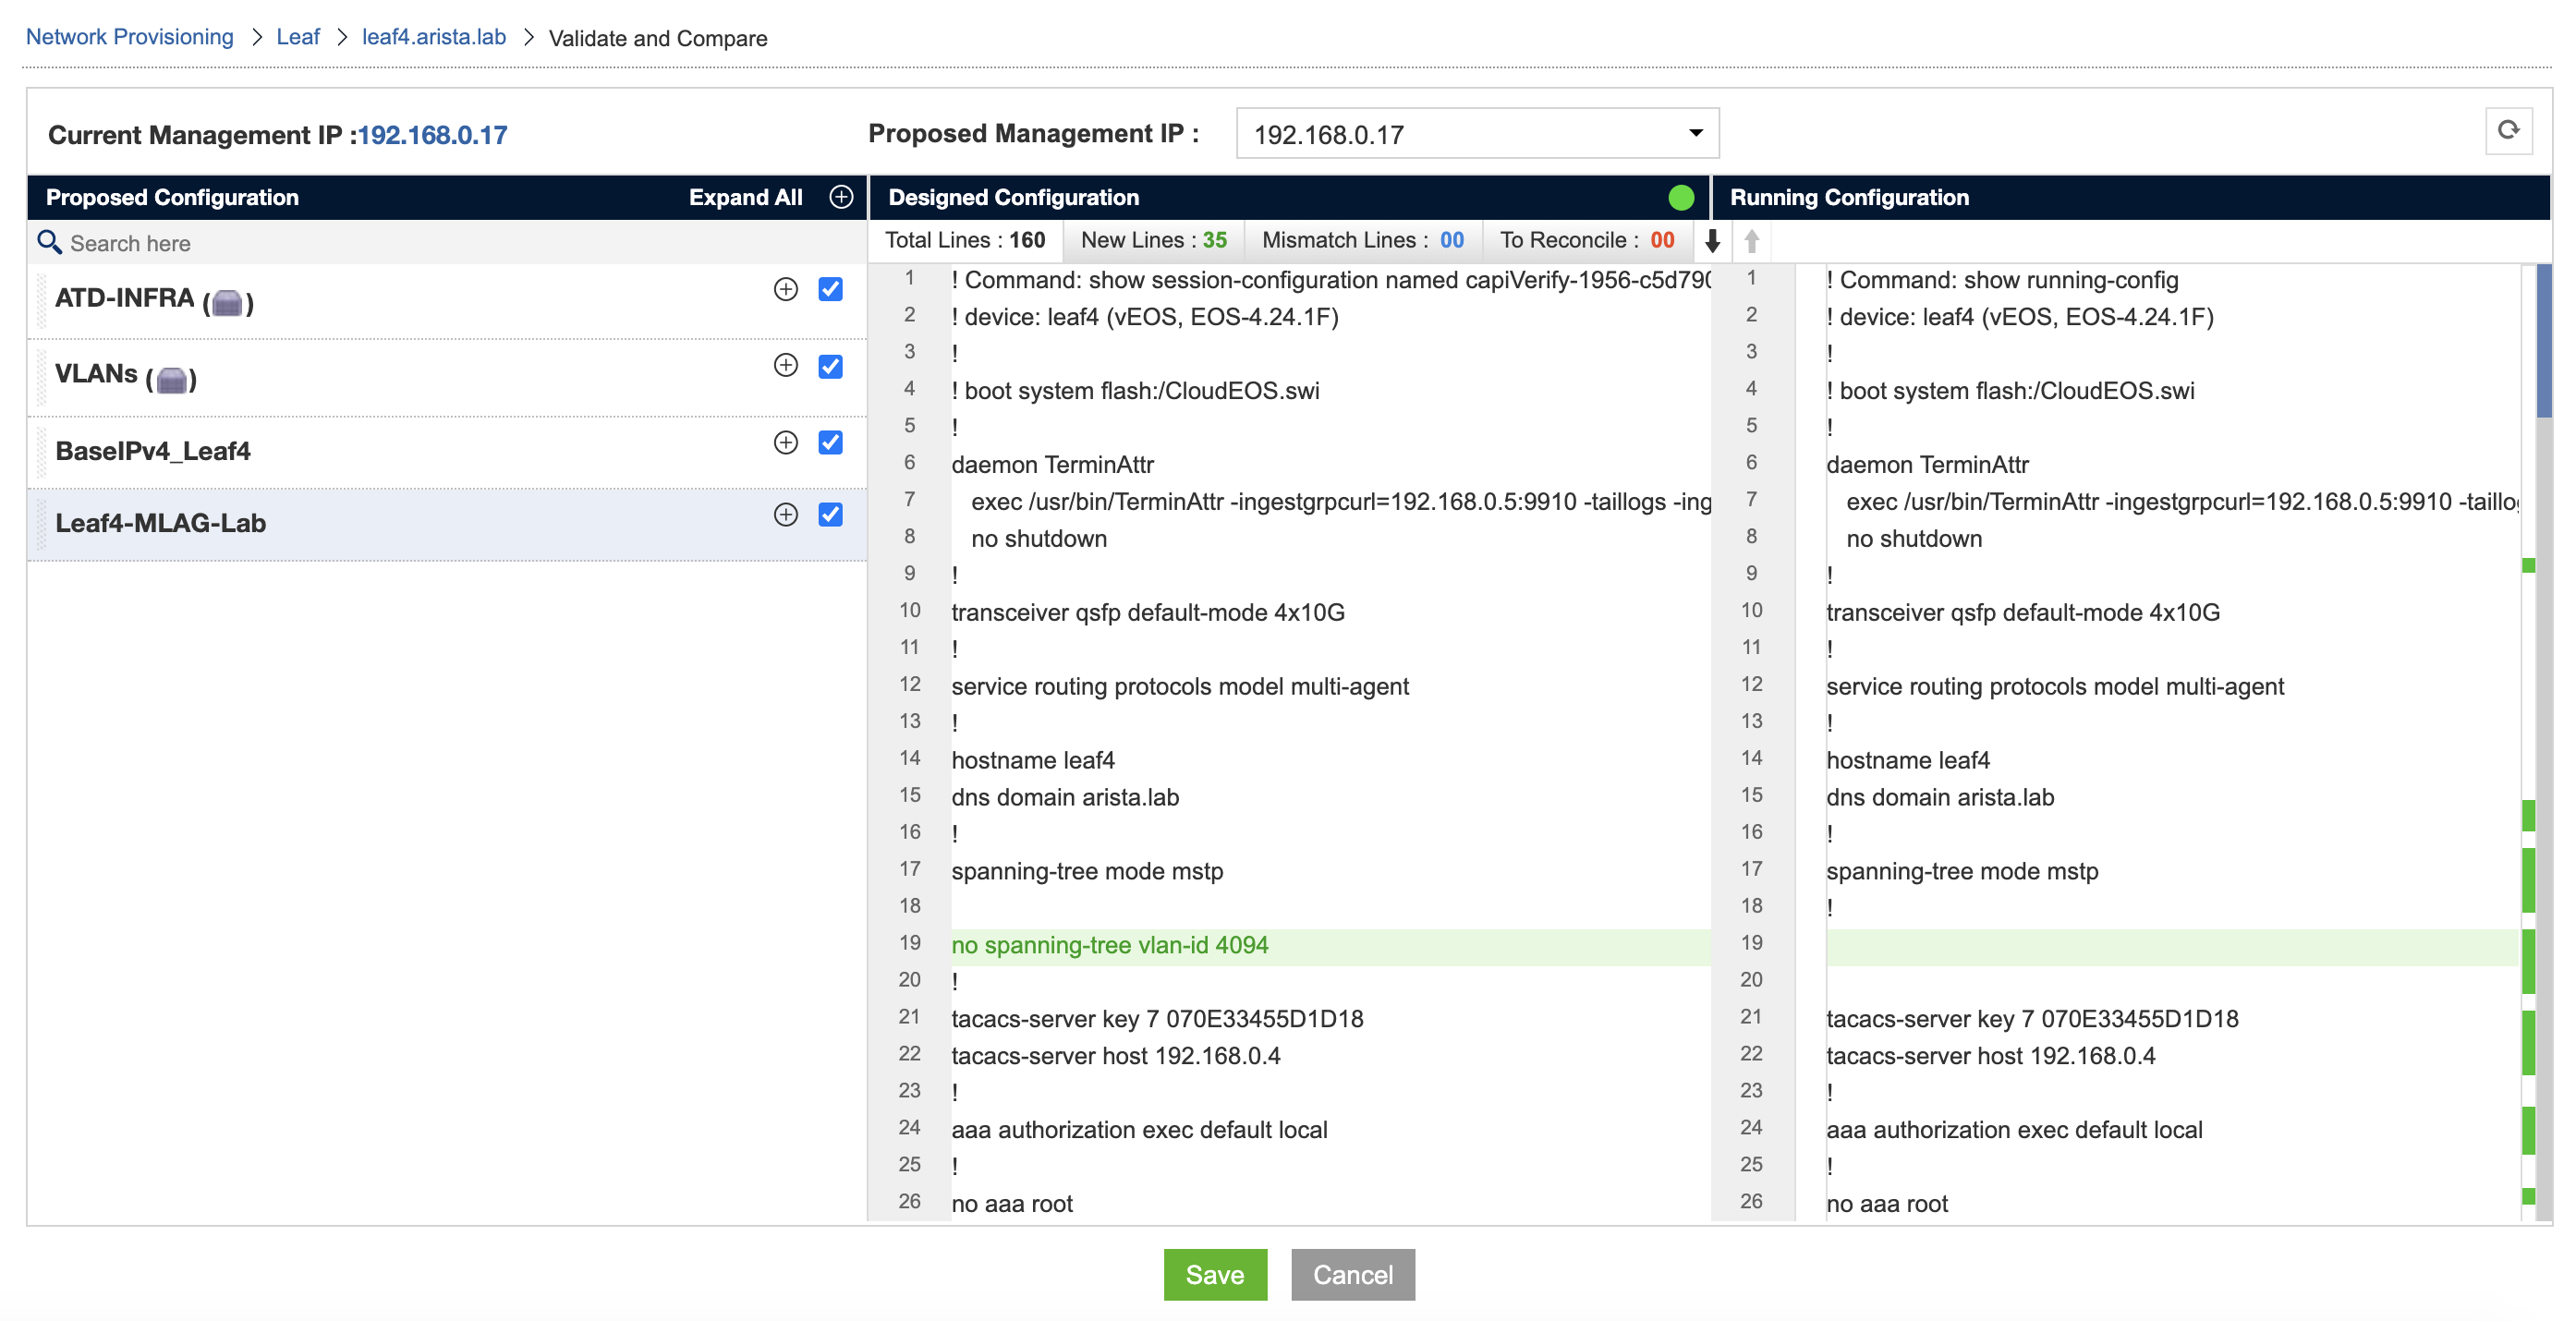 Network Provisioning > Leaf > leaf4.arista.lab > Validate and Compare
Current Management IP :192.168.0.17
Proposed Management IP :
192.168.0.17
Proposed Configuration
Expand All
Search here
ATD-INFRA ( )
VLANs ( )
BaseIPv4_Leaf4
Leaf4-MLAG-Lab
Designed Configuration
Total Lines : 160
New Lines : 35
Mismatch Lines : 00
To Reconcile : 00
1 ! Command: show session-configuration named capiVerify-1956-c5d790
2 ! device: leaf4 (vEOS, EOS-4.24.1F)
3 !
4 ! boot system flash:/CloudEOS.swi
5 !
6 daemon TerminAttr
7 exec /usr/bin/TerminAttr -ingestgrpcurl=192.168.0.5:9910 -taillogs -ing
8 no shutdown
9 !
10 transceiver qsfp default-mode 4x10G
11 !
12 service routing protocols model multi-agent
13 !
14 hostname leaf4
15 dns domain arista.lab
16 !
17 spanning-tree mode mstp
18
19 no spanning-tree vlan-id 4094
20 !
21 tacacs-server key 7 070E33455D1D18
22 tacacs-server host 192.168.0.4
23 !
24 aaa authorization exec default local
25 !
26 no aaa root
Running Configuration
1 ! Command: show running-config
2 ! device: leaf4 (vEOS, EOS-4.24.1F)
3 !
4 ! boot system flash:/CloudEOS.swi
5 !
6 daemon TerminAttr
7 exec /usr/bin/TerminAttr -ingestgrpcurl=192.168.0.5:9910 -taillo
8 no shutdown
9 !
10 transceiver qsfp default-mode 4x10G
11 !
12 service routing protocols model multi-agent
13 !
14 hostname leaf4
15 dns domain arista.lab
16 !
17 spanning-tree mode mstp
18 !
19
20
21 tacacs-server key 7 070E33455D1D18
22 tacacs-server host 192.168.0.4
23 !
24 aaa authorization exec default local
25 !
26 no aaa root
Save
Cancel